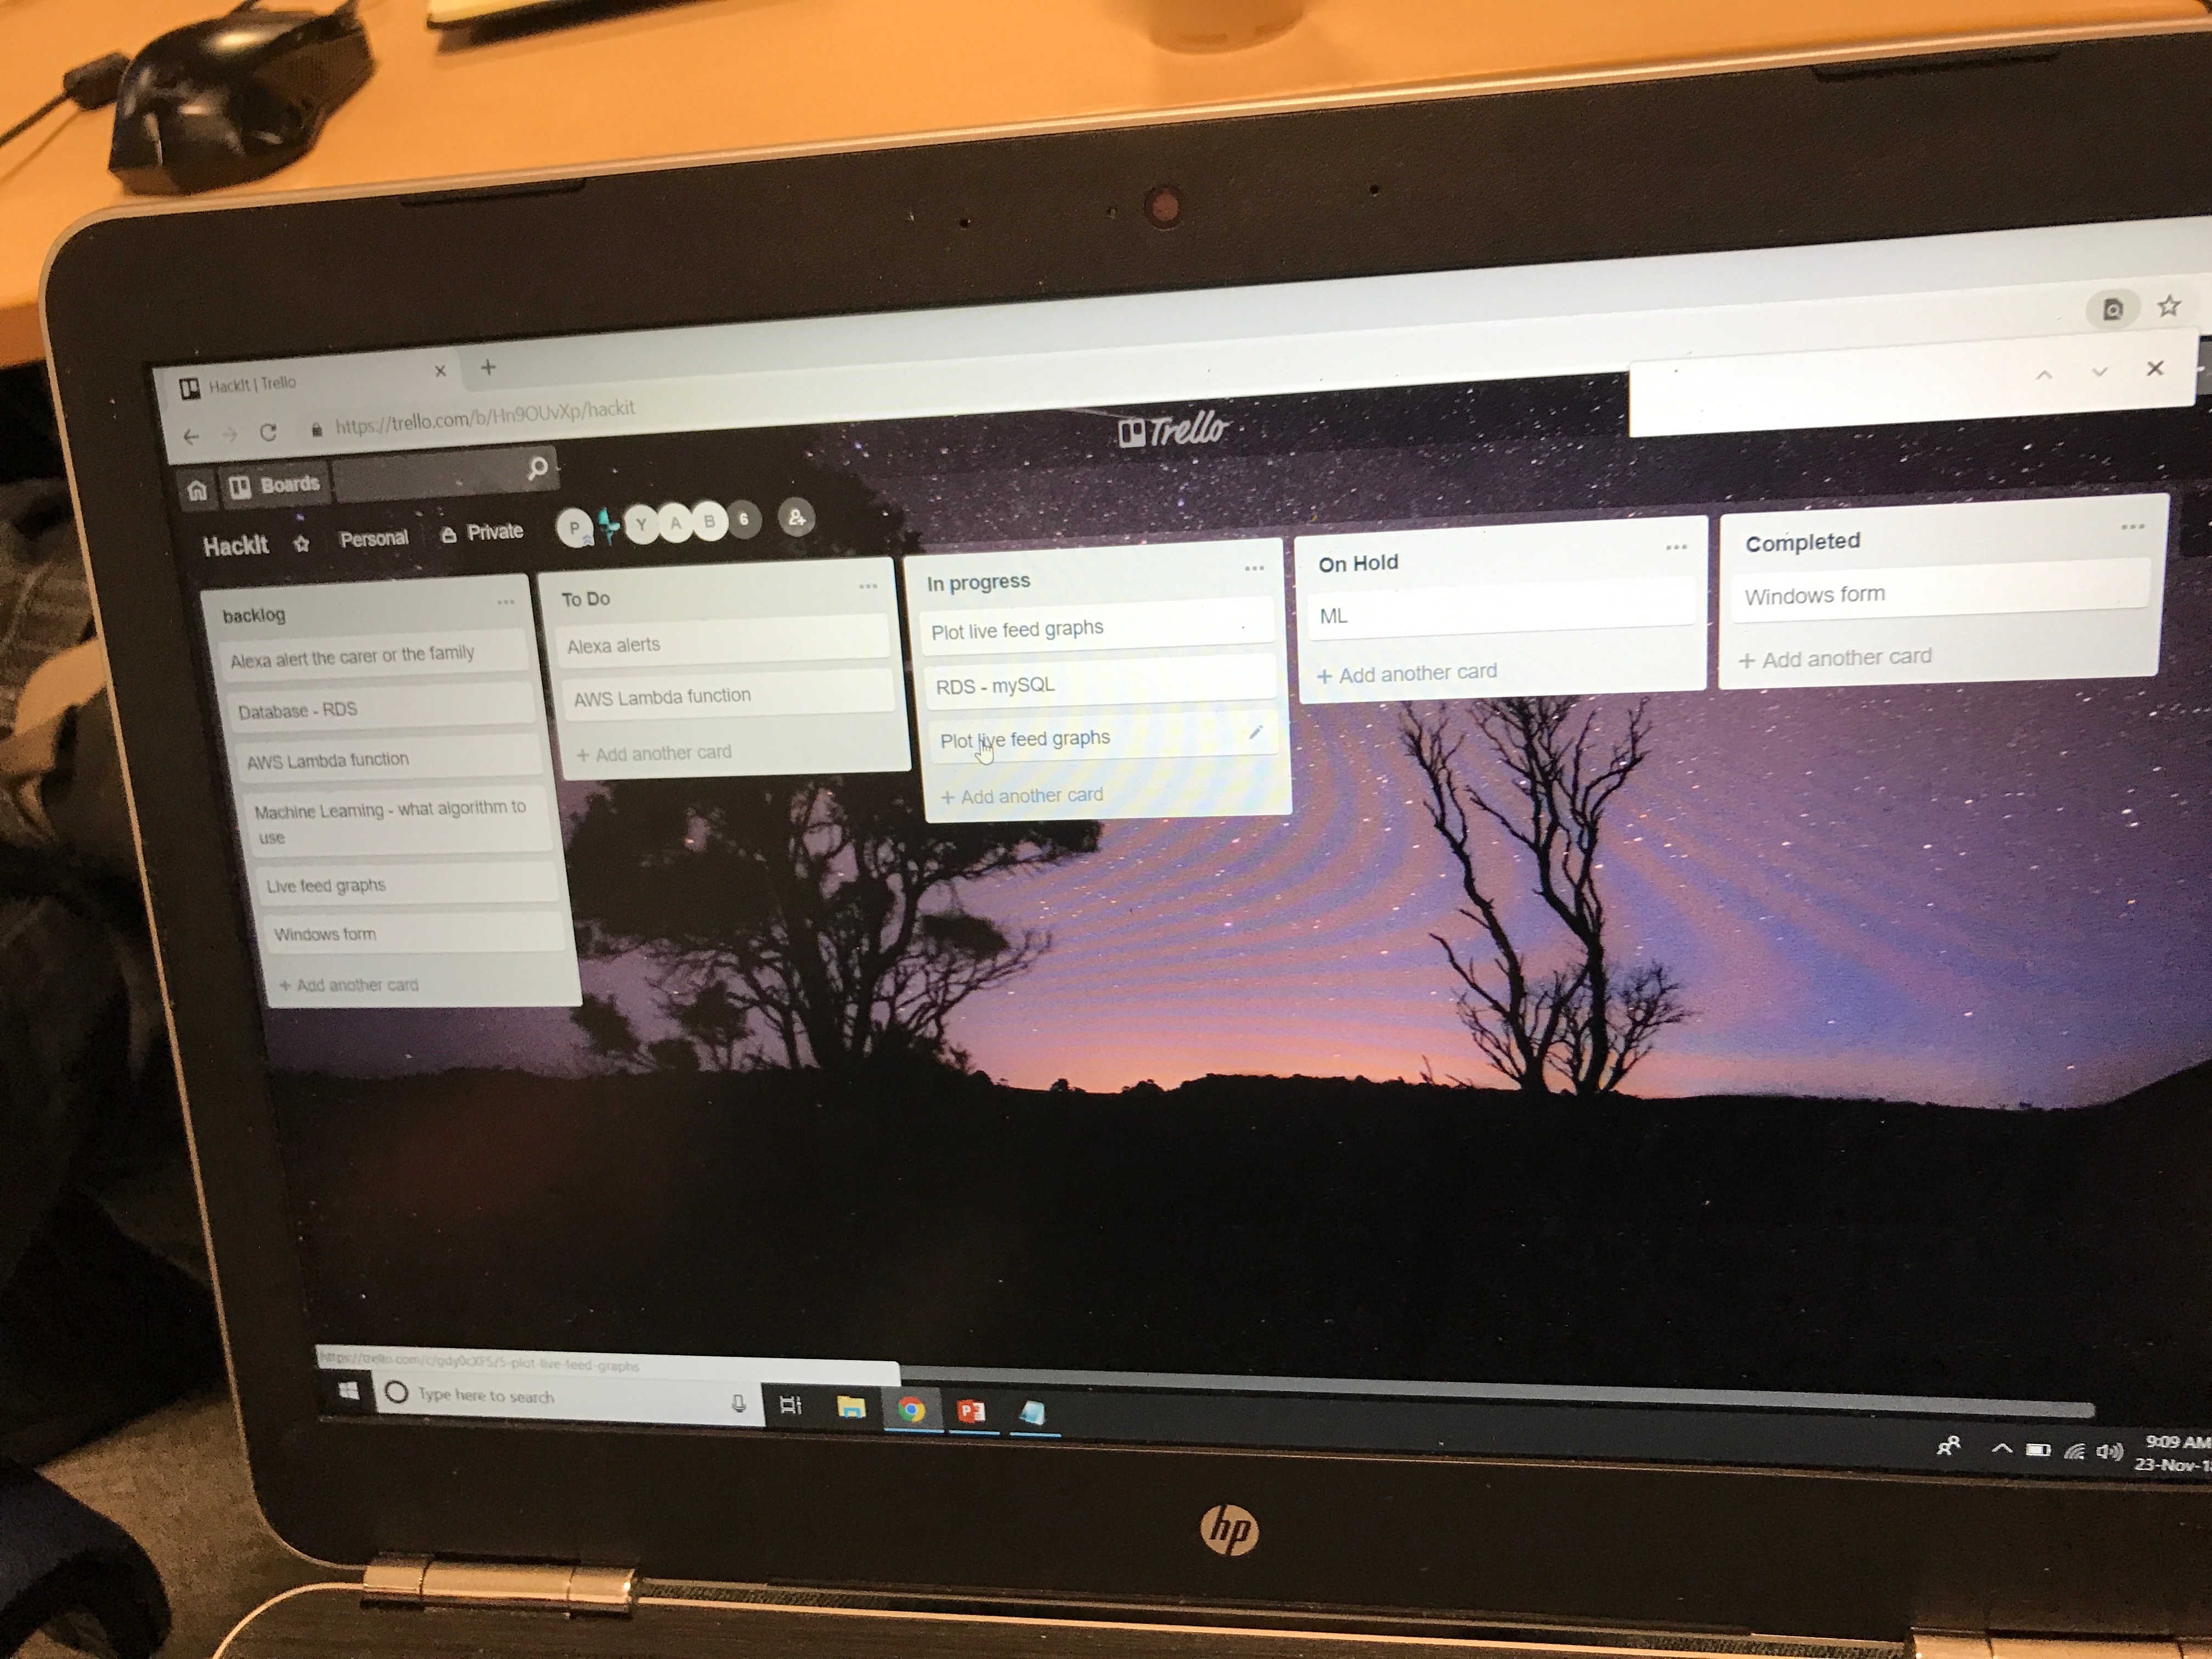 HackIt | Trello
https://trello.com/b/Hn9OUvXp/hackit
Trello
Boards
HackIt
Personal
Private
P
Y
A
B
6
backlog
Alexa alert the carer or the family
Database - RDS
AWS Lambda function
Machine Learning - what algorithm to
use
Live feed graphs
Windows form
+ Add another card
To Do
Alexa alerts
AWS Lambda function
+ Add another card
In progress
Plot live feed graphs
RDS - mySQL
Plot live feed graphs
+ Add another card
On Hold
ML
+ Add another card
Completed
Windows form
+ Add another card
Type here to search
9:09 AM
23-Nov-1
hp